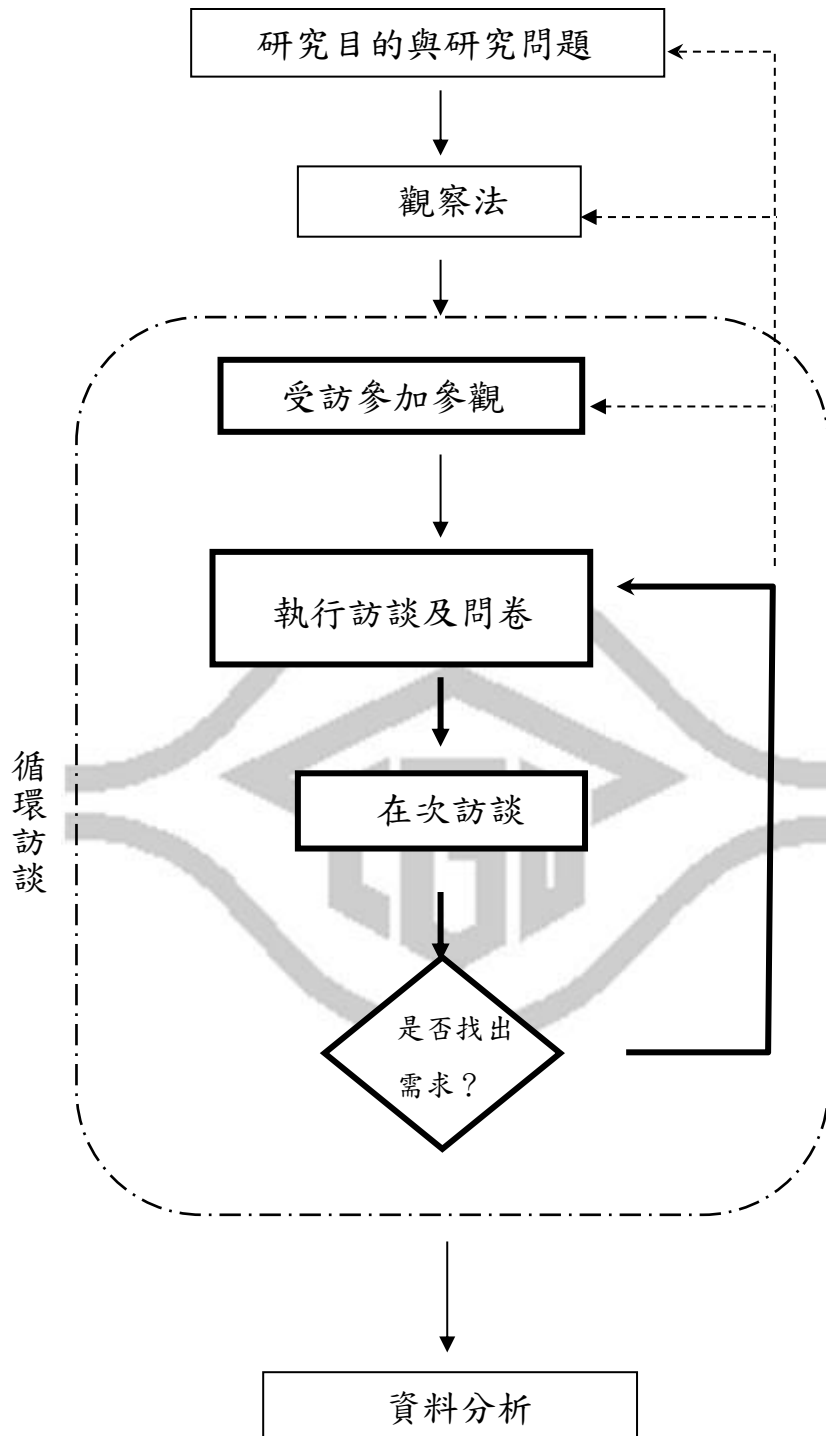 研究目的與研究問題
觀察法
受訪參加參觀
執行訪談及問卷
循環訪談
在次訪談
是否找出
需求？
資料分析